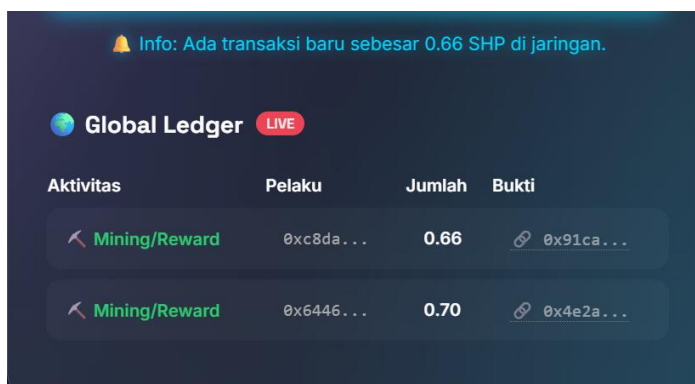 🔔 Info: Ada transaksi baru sebesar 0.66 SHP di jaringan.
🌍 Global Ledger LIVE
Aktivitas Pelaku Jumlah Bukti
⛏️ Mining/Reward 0xc8da... 0.66 🔗 0x91ca...
⛏️ Mining/Reward 0x6446... 0.70 🔗 0x4e2a...